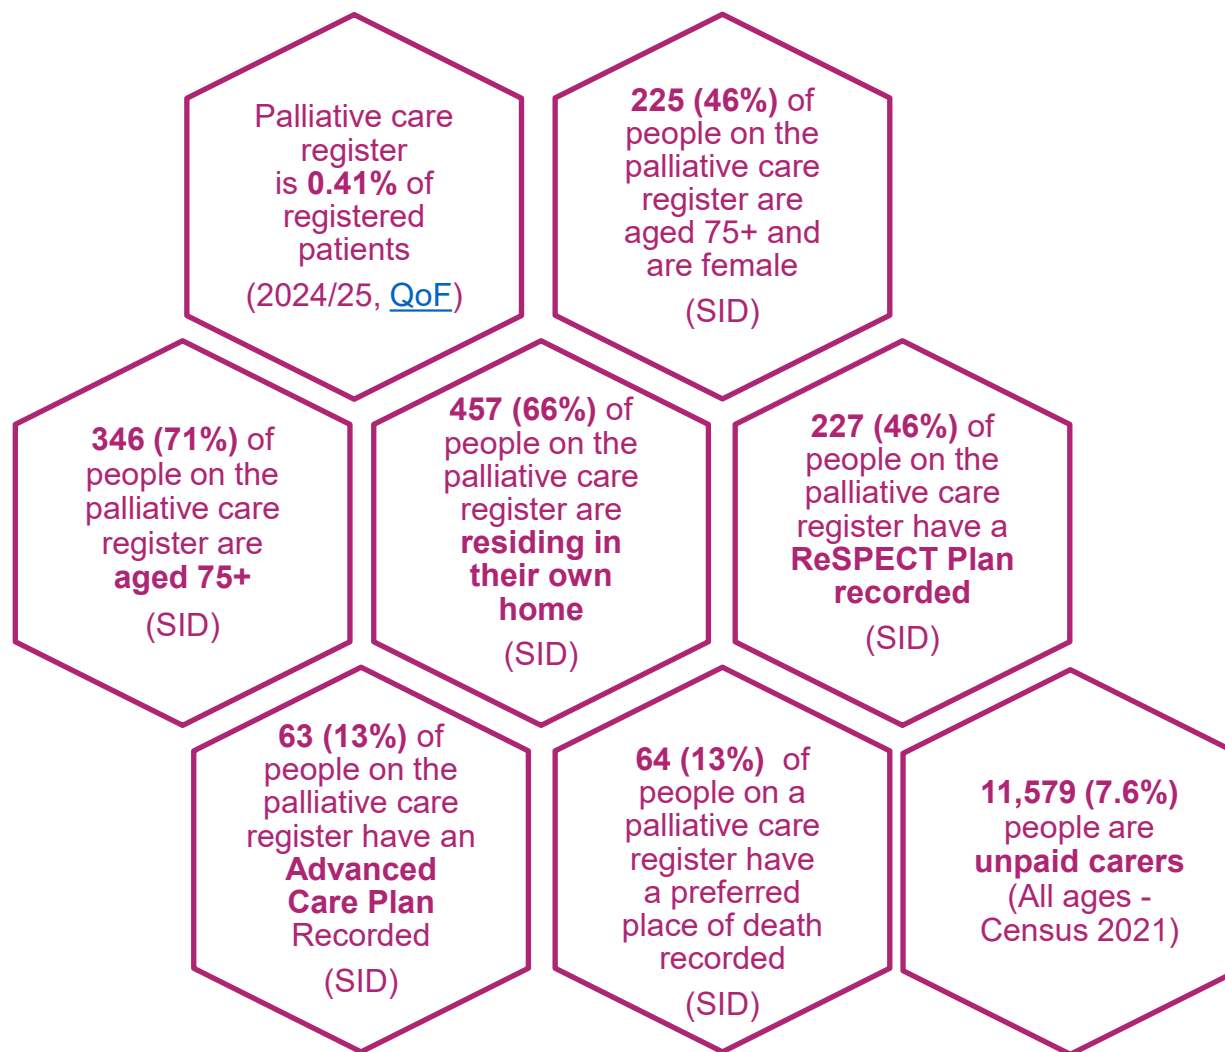 Palliative care
register
is 0.41% of
registered
patients
(2024/25, QoF)
225 (46%) of
people on the
palliative care
register are
aged 75+ and
are female
(SID)
346 (71%) of
people on the
palliative care
register are
aged 75+
(SID)
457 (66%) of
people on the
palliative care
register are
residing in
their own
home
(SID)
227 (46%) of
people on the
palliative care
register have a
ReSPECT Plan
recorded
(SID)
63 (13%) of
people on the
palliative care
register have an
Advanced
Care Plan
Recorded
(SID)
64 (13%) of
people on a
palliative care
register have
a preferred
place of death
recorded
(SID)
11,579 (7.6%)
people are
unpaid carers
(All ages -
Census 2021)